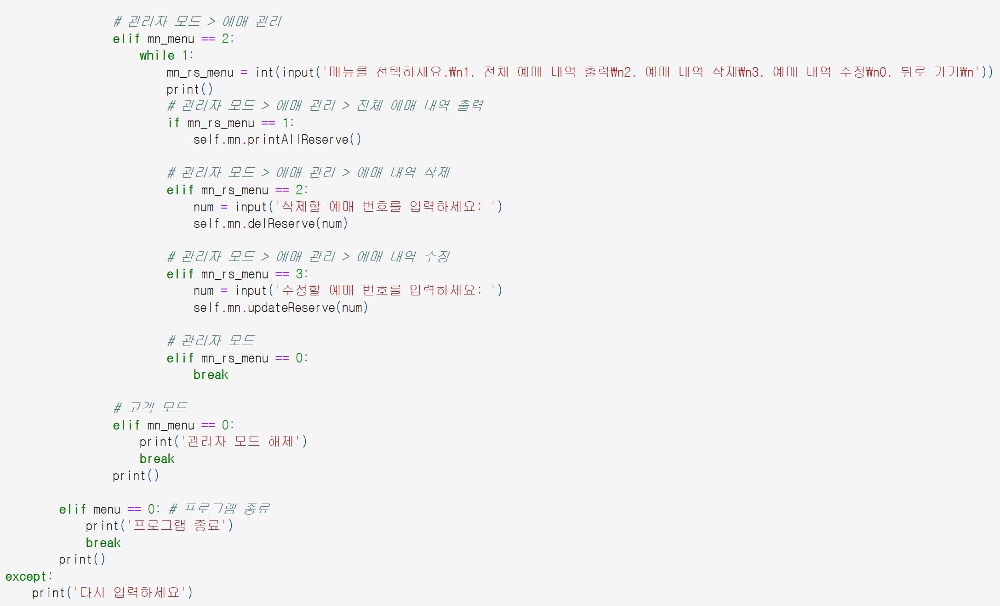 # 관리자 모드 > 예매 관리
elif mn_menu == 2:
while 1:
mn_rs_menu = int(input('메뉴를 선택하세요.₩n1. 전체 예매 내역 출력₩n2. 예매 내역 삭제₩n3. 예매 내역 수정₩n0. 뒤로 가기₩n'))
print()
# 관리자 모드 > 예매 관리 > 전체 예매 내역 출력
if mn_rs_menu == 1:
self.mn.printAllReserve()
# 관리자 모드 > 예매 관리 > 예매 내역 삭제
elif mn_rs_menu == 2:
num = input('삭제할 예매 번호를 입력하세요: ')
self.mn.delReserve(num)
# 관리자 모드 > 예매 관리 > 예매 내역 수정
elif mn_rs_menu == 3:
num = input('수정할 예매 번호를 입력하세요: ')
self.mn.updateReserve(num)
# 관리자 모드
elif mn_rs_menu == 0:
break
# 고객 모드
elif mn_menu == 0:
print('관리자 모드 해제')
break
print()
elif menu == 0: # 프로그램 종료
print('프로그램 종료')
break
print()
except:
print('다시 입력하세요')